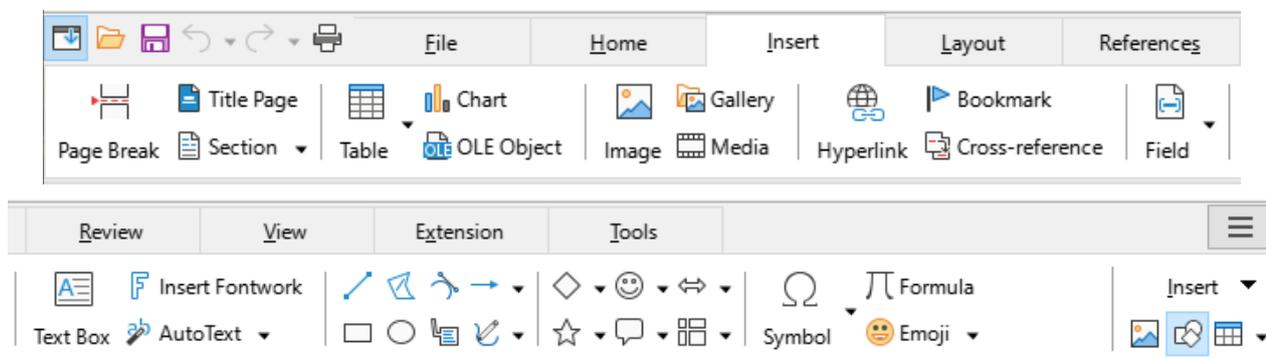 File Home Insert Layout References
Title Page Chart Gallery Bookmark
Page Break Section Table OLE Object Image Media Hyperlink Cross-reference Field
Review View Extension Tools
Insert Fontwork Formula Insert
Text Box AutoText Symbol Emoji